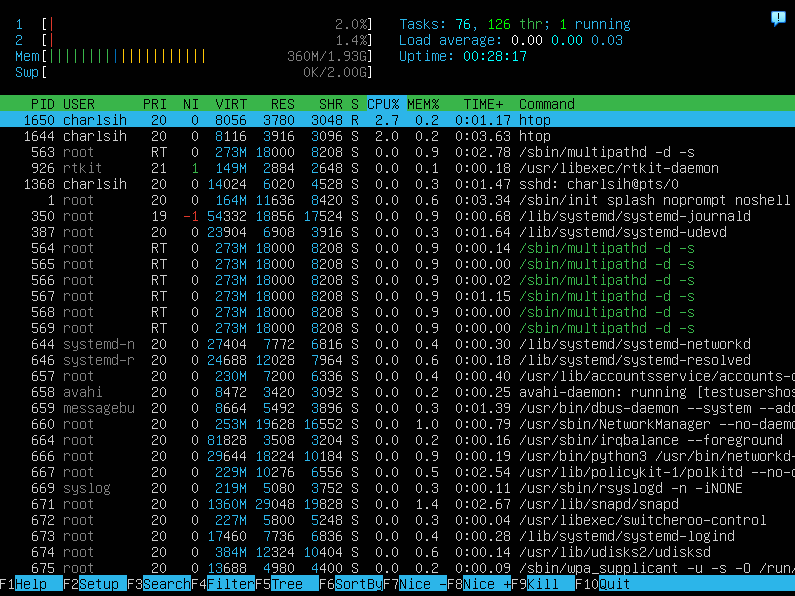 1 [| 2.0%] Tasks: 76, 126 thr; 1 running
2 [| 1.4%] Load average: 0.00 0.00 0.03
Mem[|||||||||||||||||||| 360M/1.93G] Uptime: 00:28:17
Swp[ 0K/2.00G]
PID USER PRI NI VIRT RES SHR S CPU% MEM% TIME+ Command
1650 charlsih 20 0 8056 3780 3048 R 2.7 0.2 0:01.17 htop
1644 charlsih 20 0 8116 3916 3096 S 2.0 0.2 0:03.63 htop
563 root RT 0 273M 18000 8208 S 0.0 0.9 0:02.78 /sbin/multipathd -d -s
926 rtkit 21 1 149M 2884 2648 S 0.0 0.1 0:00.18 /usr/libexec/rtkit-daemon
1368 charlsih 20 0 14024 6020 4528 S 0.0 0.3 0:01.47 sshd: charlsih@pts/0
1 root 20 0 164M 11636 8420 S 0.0 0.6 0:03.34 /sbin/init splash noprompt noshell
350 root 19 -1 54332 18856 17524 S 0.0 0.9 0:00.68 /lib/systemd/systemd-journald
387 root 20 0 23904 6908 3916 S 0.0 0.3 0:01.64 /lib/systemd/systemd-udevd
564 root RT 0 273M 18000 8208 S 0.0 0.9 0:00.14 /sbin/multipathd -d -s
565 root RT 0 273M 18000 8208 S 0.0 0.9 0:00.00 /sbin/multipathd -d -s
566 root RT 0 273M 18000 8208 S 0.0 0.9 0:00.02 /sbin/multipathd -d -s
567 root RT 0 273M 18000 8208 S 0.0 0.9 0:01.15 /sbin/multipathd -d -s
568 root RT 0 273M 18000 8208 S 0.0 0.9 0:00.00 /sbin/multipathd -d -s
569 root RT 0 273M 18000 8208 S 0.0 0.9 0:00.00 /sbin/multipathd -d -s
644 systemd-n 20 0 27404 7772 6816 S 0.0 0.4 0:00.30 /lib/systemd/systemd-networkd
646 systemd-r 20 0 24688 12028 7964 S 0.0 0.6 0:00.18 /lib/systemd/systemd-resolved
657 root 20 0 230M 7200 6336 S 0.0 0.4 0:00.40 /usr/lib/accountsservice/accounts-d
658 avahi 20 0 8472 3420 3092 S 0.0 0.2 0:00.25 avahi-daemon: running [testusershos
659 messagebu 20 0 8664 5492 3896 S 0.0 0.3 0:01.39 /usr/bin/dbus-daemon --system --add
660 root 20 0 253M 19628 16552 S 0.0 1.0 0:00.79 /usr/sbin/NetworkManager --no-daemo
664 root 20 0 81828 3508 3204 S 0.0 0.2 0:00.16 /usr/sbin/irqbalance --foreground
666 root 20 0 29644 18224 10184 S 0.0 0.9 0:00.19 /usr/bin/python3 /usr/bin/networkd-
667 root 20 0 229M 10276 6556 S 0.0 0.5 0:02.54 /usr/lib/policykit-1/polkitd --no-d
669 syslog 20 0 219M 5080 3752 S 0.0 0.3 0:00.11 /usr/sbin/rsyslogd -n -iNONE
671 root 20 0 1360M 29048 19828 S 0.0 1.4 0:02.67 /usr/lib/snapd/snapd
672 root 20 0 227M 5800 5248 S 0.0 0.3 0:00.04 /usr/libexec/switcheroo-control
673 root 20 0 17460 7736 6836 S 0.0 0.4 0:00.28 /lib/systemd/systemd-logind
674 root 20 0 384M 12324 10404 S 0.0 0.6 0:00.14 /usr/lib/udisks2/udisksd
675 root 20 0 13688 4980 4400 S 0.0 0.2 0:00.09 /sbin/wpa_supplicant -u -s -O /run/
F1Help F2Setup F3SearchF4FilterF5Tree F6SortByF7Nice -F8Nice +F9Kill F10Quit